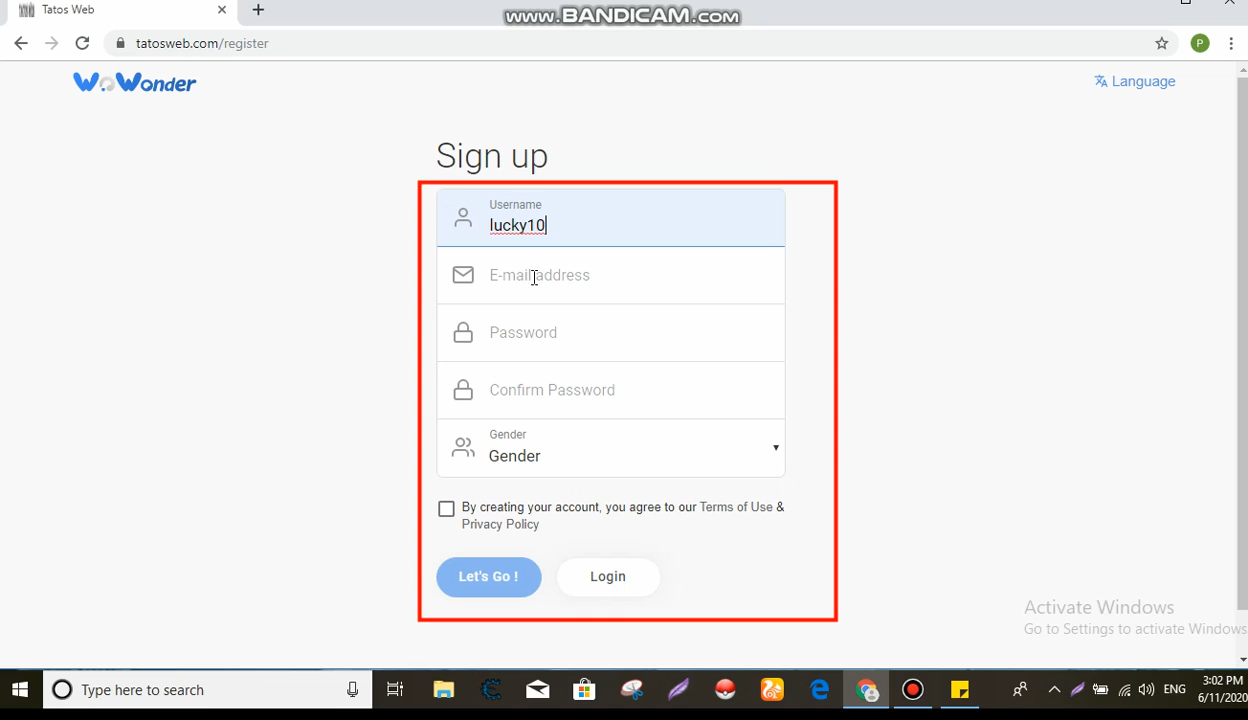 Tatos Web
www.BANDICAM.com
tatosweb.com/register
P
WoWonder
Language
Sign up
Username
lucky10
E-mail address
Password
Confirm Password
Gender
Gender
By creating your account, you agree to our Terms of Use &
Privacy Policy
Let's Go !
Login
Activate Windows
Go to Settings to activate Windows
Type here to search
ENG
3:02 PM
6/11/2020